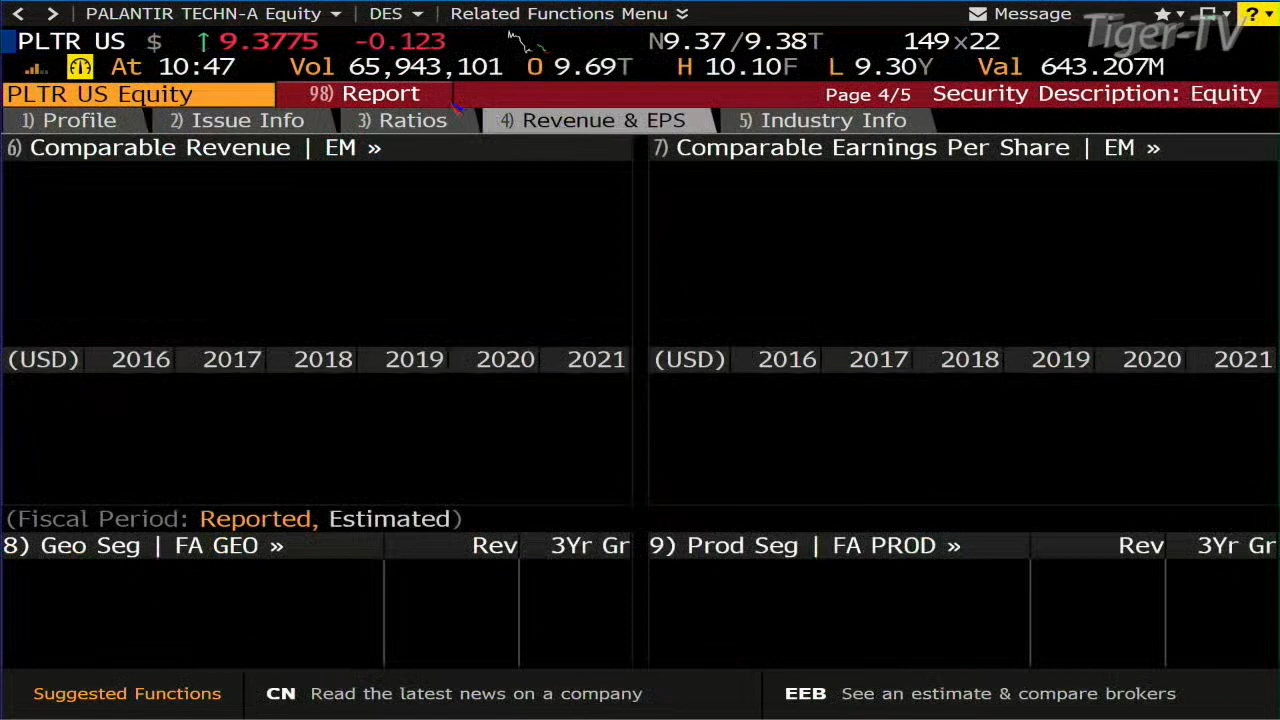 < > PALANTIR TECHN-A Equity DES Related Functions Menu Message ?
Tiger-TV
PLTR US $ ↑ 9.3775 -0.123 N9.37 /9.38T 149x22
At 10:47 Vol 65,943,101 O 9.69T H 10.10F L 9.30Y Val 643.207M
PLTR US Equity 98) Report Page 4/5 Security Description: Equity
1) Profile 2) Issue Info 3) Ratios 4) Revenue & EPS 5) Industry Info
6) Comparable Revenue | EM » 7) Comparable Earnings Per Share | EM »
(USD) 2016 2017 2018 2019 2020 2021 (USD) 2016 2017 2018 2019 2020 2021
(Fiscal Period: Reported, Estimated)
8) Geo Seg | FA GEO » Rev 3Yr Gr 9) Prod Seg | FA PROD » Rev 3Yr Gr
Suggested Functions CN Read the latest news on a company EEB See an estimate & compare brokers